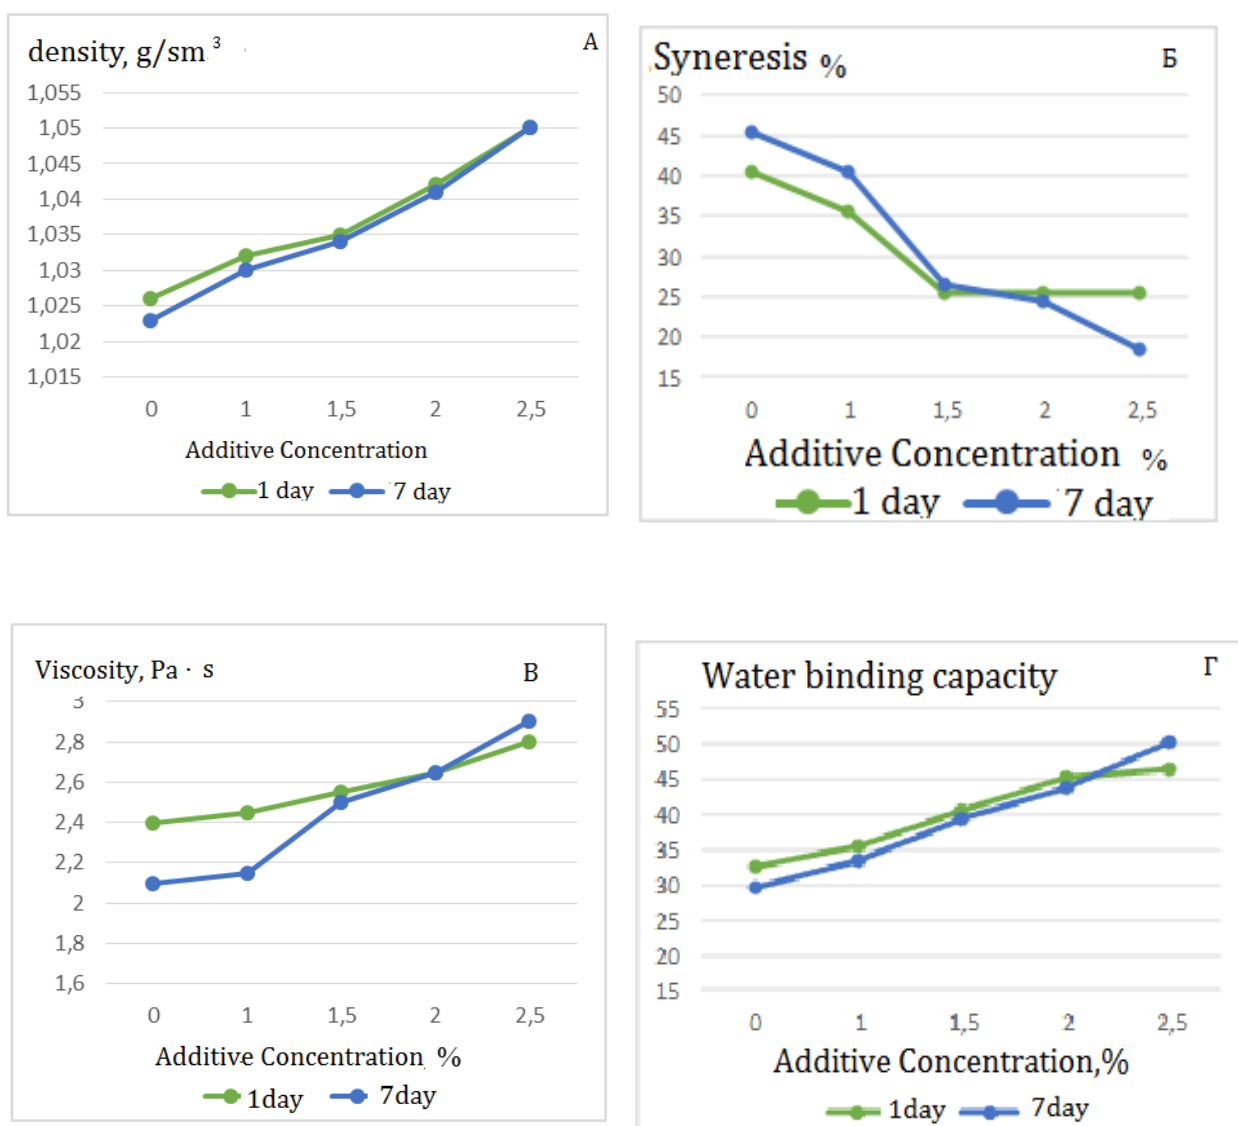 density, g/sm³
А
1,055
1,05
1,045
1,04
1,035
1,03
1,025
1,02
1,015
0 1 1,5 2 2,5
Additive Concentration
1 day 7 day
Syneresis %
Б
50
45
40
35
30
25
20
15
0 1 1,5 2 2,5
Additive Concentration %
1 day 7 day
Viscosity, Pa · s
В
3
2,8
2,6
2,4
2,2
2
1,8
1,6
0 1 1,5 2 2,5
Additive Concentration, %
1day 7day
Water binding capacity
Г
55
50
45
40
35
30
25
20
15
0 1 1,5 2 2,5
Additive Concentration,%
1day 7day